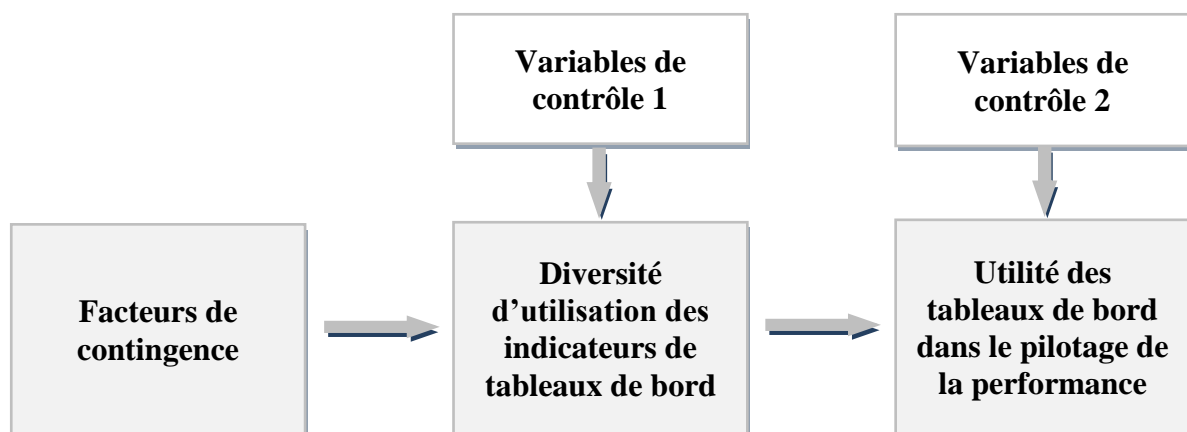 Variables de
contrôle 1
Variables de
contrôle 2
Facteurs de
contingence
Diversité
d’utilisation des
indicateurs de
tableaux de bord
Utilité des
tableaux de bord
dans le pilotage de
la performance